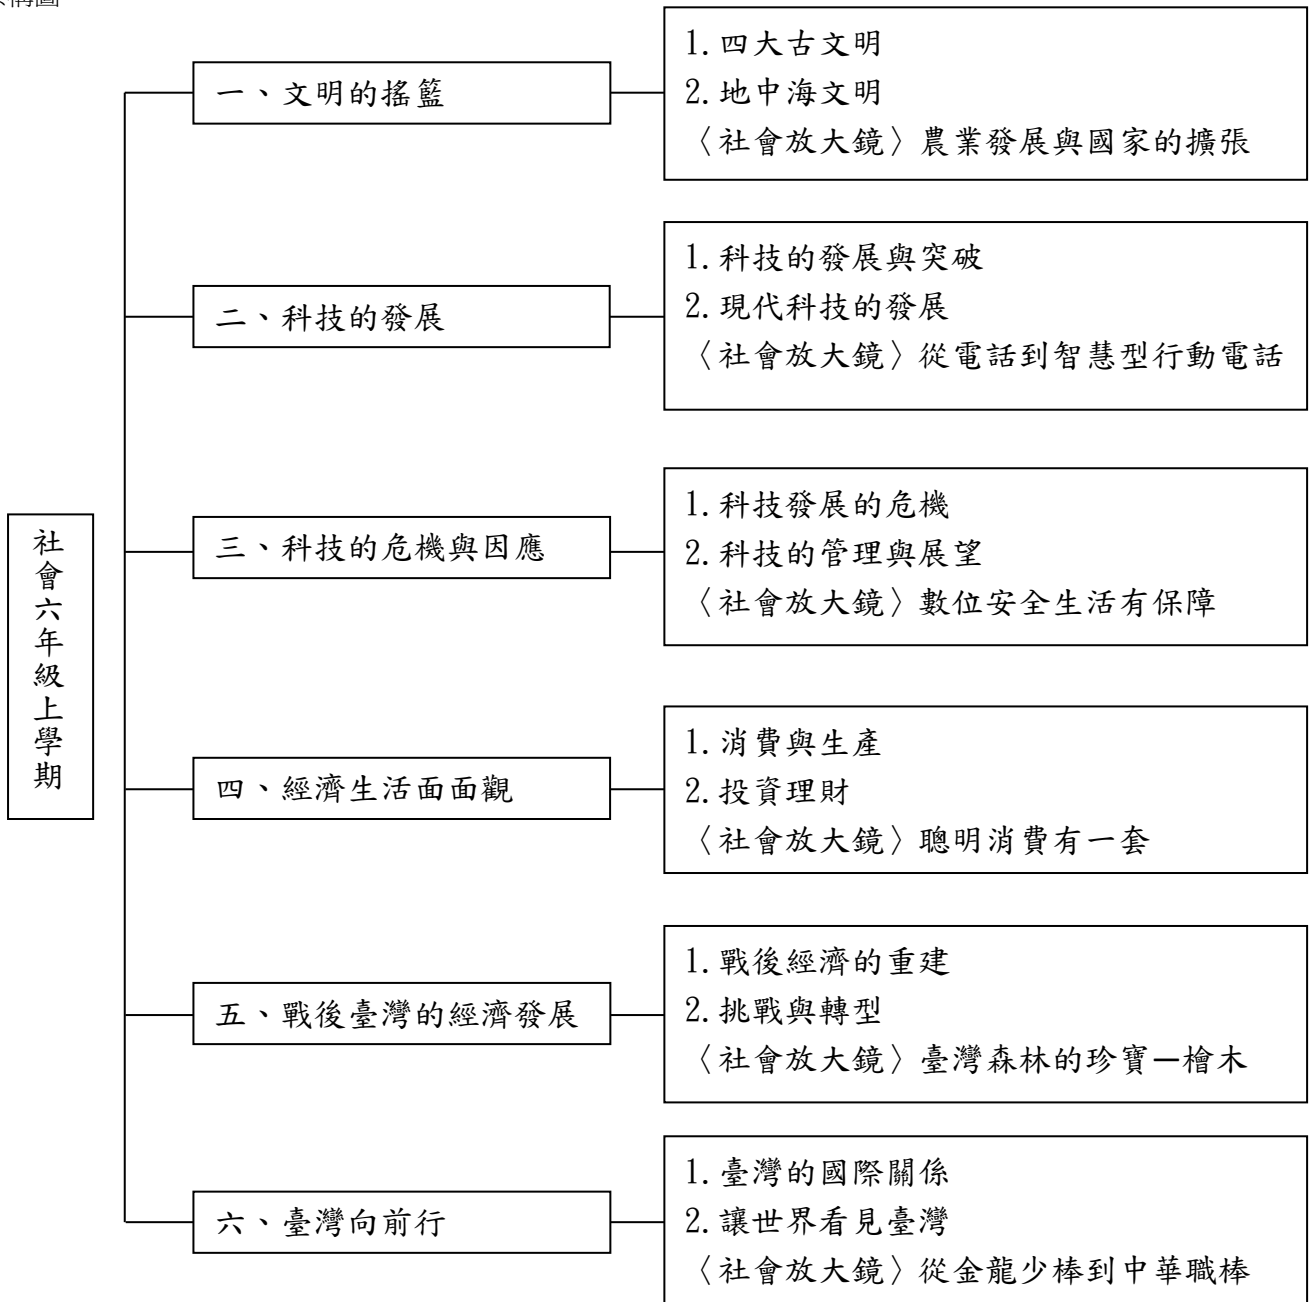 構圖
社會六年級上學期
一、文明的搖籃
1.四大古文明
2.地中海文明
〈社會放大鏡〉農業發展與國家的擴張
二、科技的發展
1.科技的發展與突破
2.現代科技的發展
〈社會放大鏡〉從電話到智慧型行動電話
三、科技的危機與因應
1.科技發展的危機
2.科技的管理與展望
〈社會放大鏡〉數位安全生活有保障
四、經濟生活面面觀
1.消費與生產
2.投資理財
〈社會放大鏡〉聰明消費有一套
五、戰後臺灣的經濟發展
1.戰後經濟的重建
2.挑戰與轉型
〈社會放大鏡〉臺灣森林的珍寶—檜木
六、臺灣向前行
1.臺灣的國際關係
2.讓世界看見臺灣
〈社會放大鏡〉從金龍少棒到中華職棒